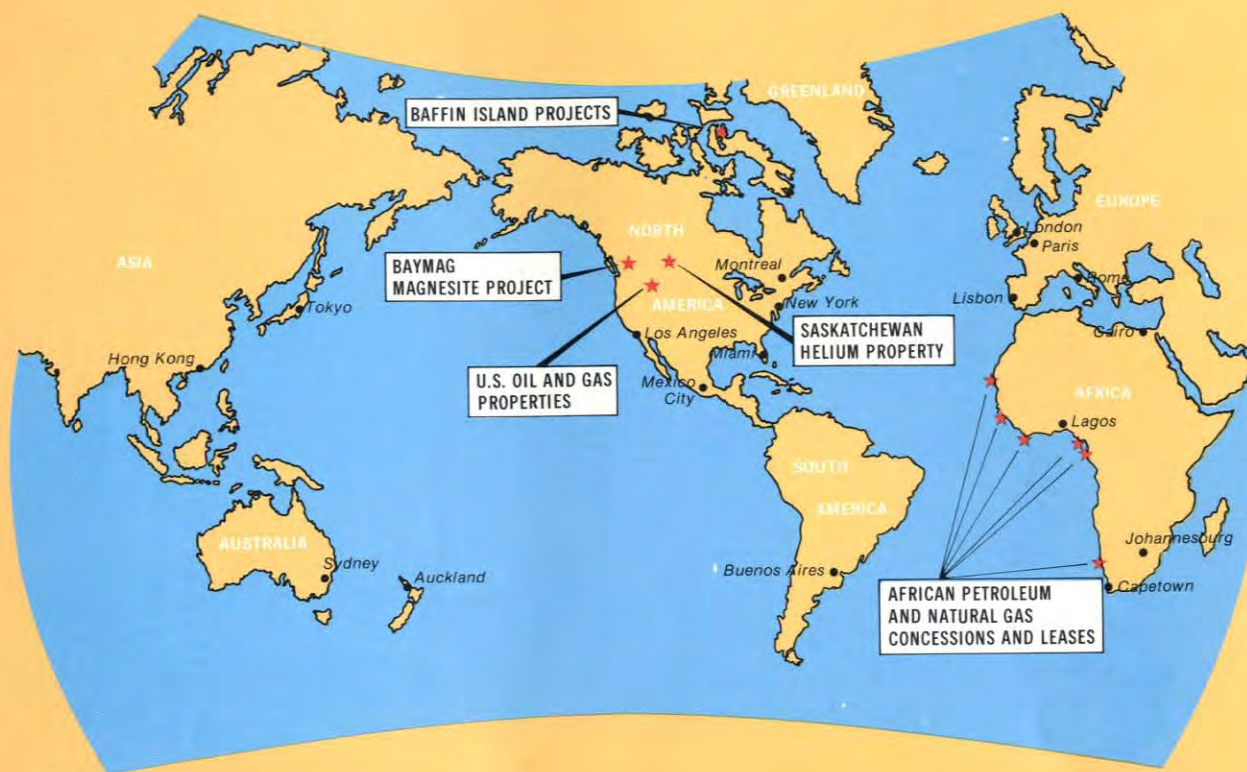 GREENLAND
BAFFIN ISLAND PROJECTS
EUROPE
London
Paris
NORTH
ASIA
BAYMAG
MAGNESITE PROJECT
Montreal
Rome
Lisbon
AMERICA
New York
Tokyo
Los Angeles
SASKATCHEWAN
HELIUM PROPERTY
Cairo
Hong Kong
Miami
U.S. OIL AND GAS
PROPERTIES
Mexico
City
AFRICA
Lagos
SOUTH
AMERICA
AUSTRALIA
Sydney
Auckland
Buenos Aires
Johannesburg
Capetown
AFRICAN PETROLEUM
AND NATURAL GAS
CONCESSIONS AND LEASES